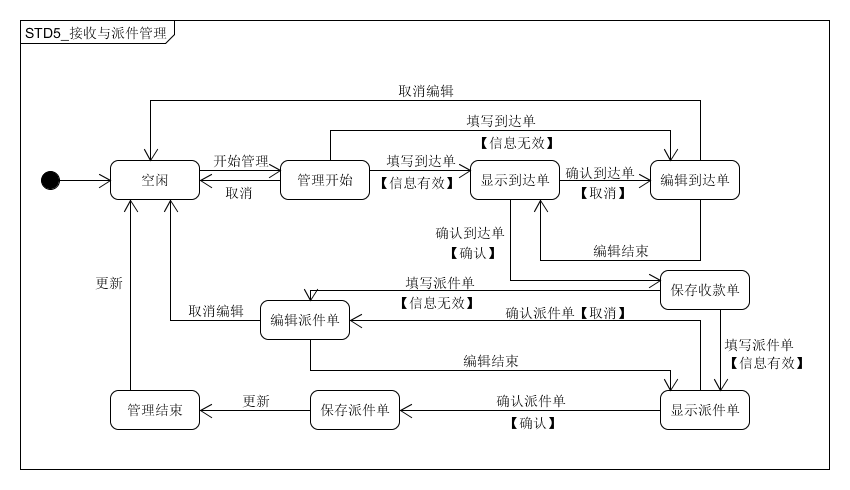 STD5_接收与派件管理
取消编辑
填写到达单
【信息无效】
开始管理
填写到达单
确认到达单
空闲
管理开始
显示到达单
编辑到达单
取消
【信息有效】
【取消】
确认到达单
【确认】
编辑结束
更新
填写派件单
保存收款单
【信息无效】
取消编辑
编辑派件单
确认派件单【取消】
填写派件单
【信息有效】
编辑结束
更新
确认派件单
管理结束
保存派件单
显示派件单
【确认】